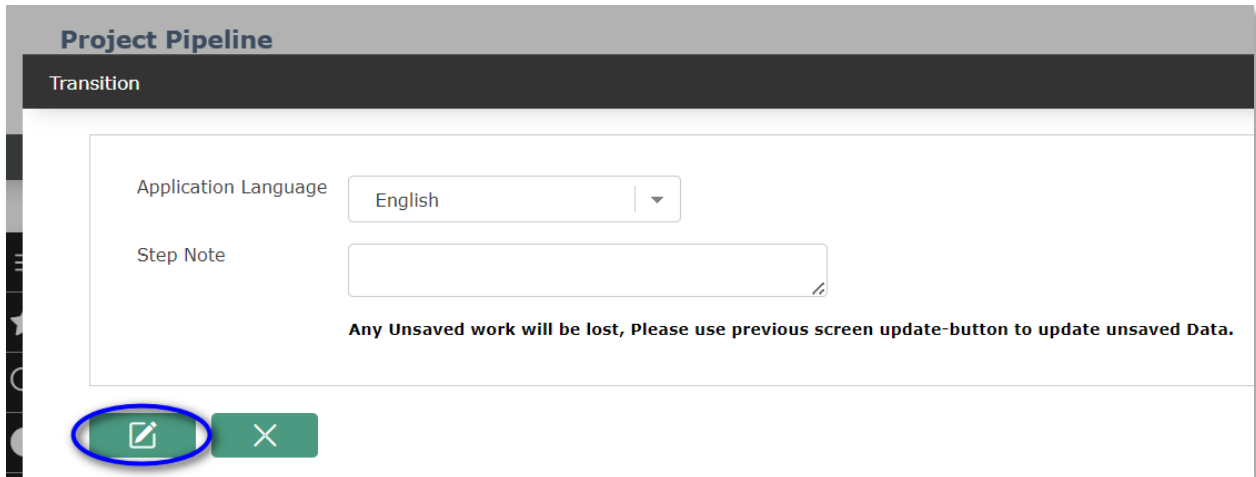 Project Pipeline
Transition
Application Language
English
Step Note
Any Unsaved work will be lost, Please use previous screen update-button to update unsaved Data.